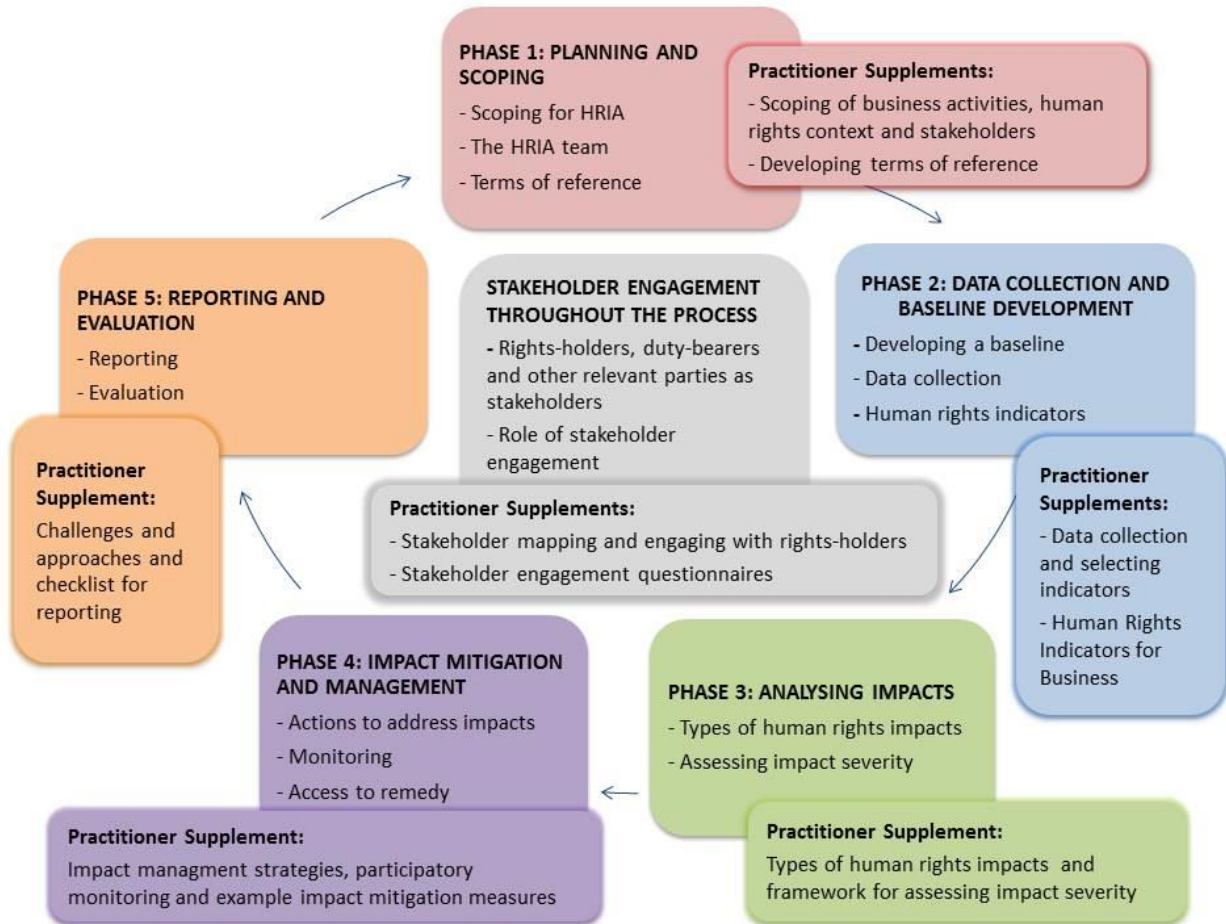 PHASE 1: PLANNING AND
SCOPING
- Scoping for HRIA
- The HRIA team
- Terms of reference
Practitioner Supplements:
- Scoping of business activities, human
rights context and stakeholders
- Developing terms of reference
PHASE 2: DATA COLLECTION AND
BASELINE DEVELOPMENT
- Developing a baseline
- Data collection
- Human rights indicators
Practitioner
Supplements:
- Data collection
and selecting
indicators
- Human Rights
Indicators for
Business
PHASE 3: ANALYSING IMPACTS
- Types of human rights impacts
- Assessing impact severity
Practitioner Supplement:
Types of human rights impacts and
framework for assessing impact severity
PHASE 4: IMPACT MITIGATION
AND MANAGEMENT
- Actions to address impacts
- Monitoring
- Access to remedy
Practitioner Supplement:
Impact managment strategies, participatory
monitoring and example impact mitigation measures
PHASE 5: REPORTING AND
EVALUATION
- Reporting
- Evaluation
Practitioner
Supplement:
Challenges and
approaches and
checklist for
reporting
STAKEHOLDER ENGAGEMENT
THROUGHOUT THE PROCESS
- Rights-holders, duty-bearers
and other relevant parties as
stakeholders
- Role of stakeholder
engagement
Practitioner Supplements:
- Stakeholder mapping and engaging with rights-holders
- Stakeholder engagement questionnaires